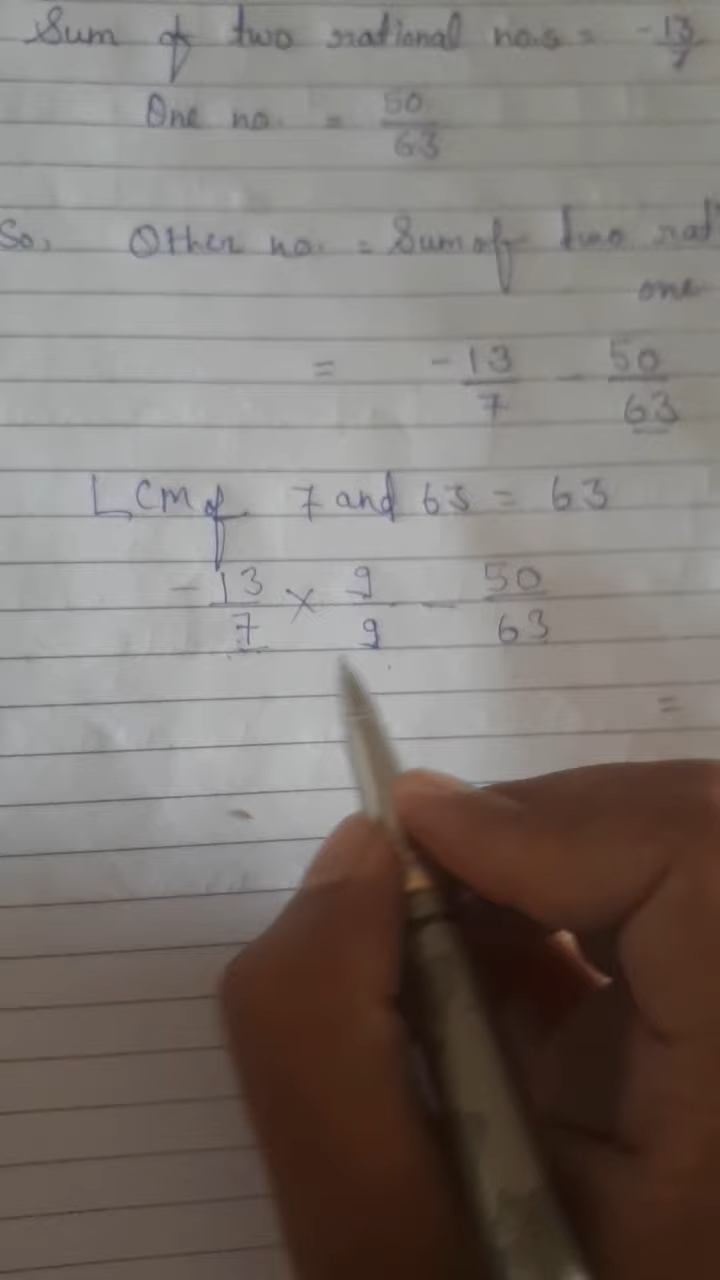 Sum of two rational no.s = -13/7
One no. = 50/63
So, Other no. = Sum of two rat
one
= -13/7 - 50/63
LCM of 7 and 63 = 63
-13/7 × 9/9 - 50/63
=